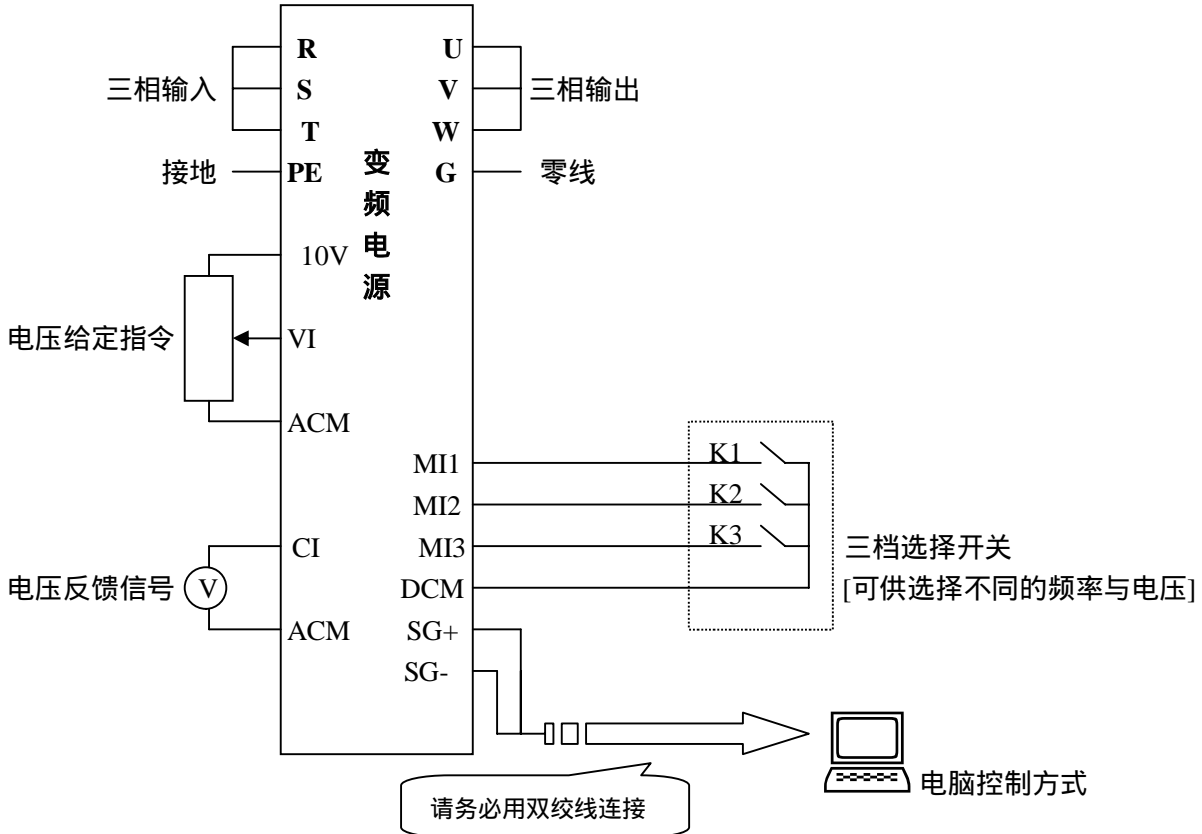 R
U
三相输入
S
V
三相输出
T
W
接地
PE
变频电源
G
零线
10V
电压给定指令
VI
ACM
MI1
K1
MI2
K2
MI3
K3
三档选择开关
CI
电压反馈信号
V
DCM
[可供选择不同的频率与电压]
ACM
SG+
SG-
电脑控制方式
请务必用双绞线连接